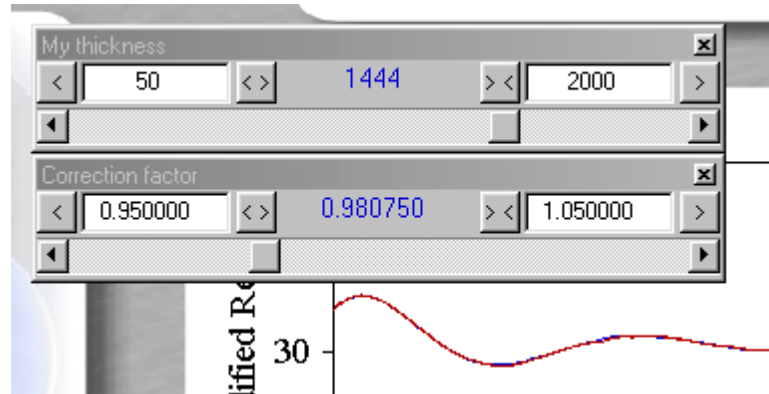 My thickness
< 50 < > 1444 > < 2000 >
Correction factor
< 0.950000 < > 0.980750 > < 1.050000 >
30